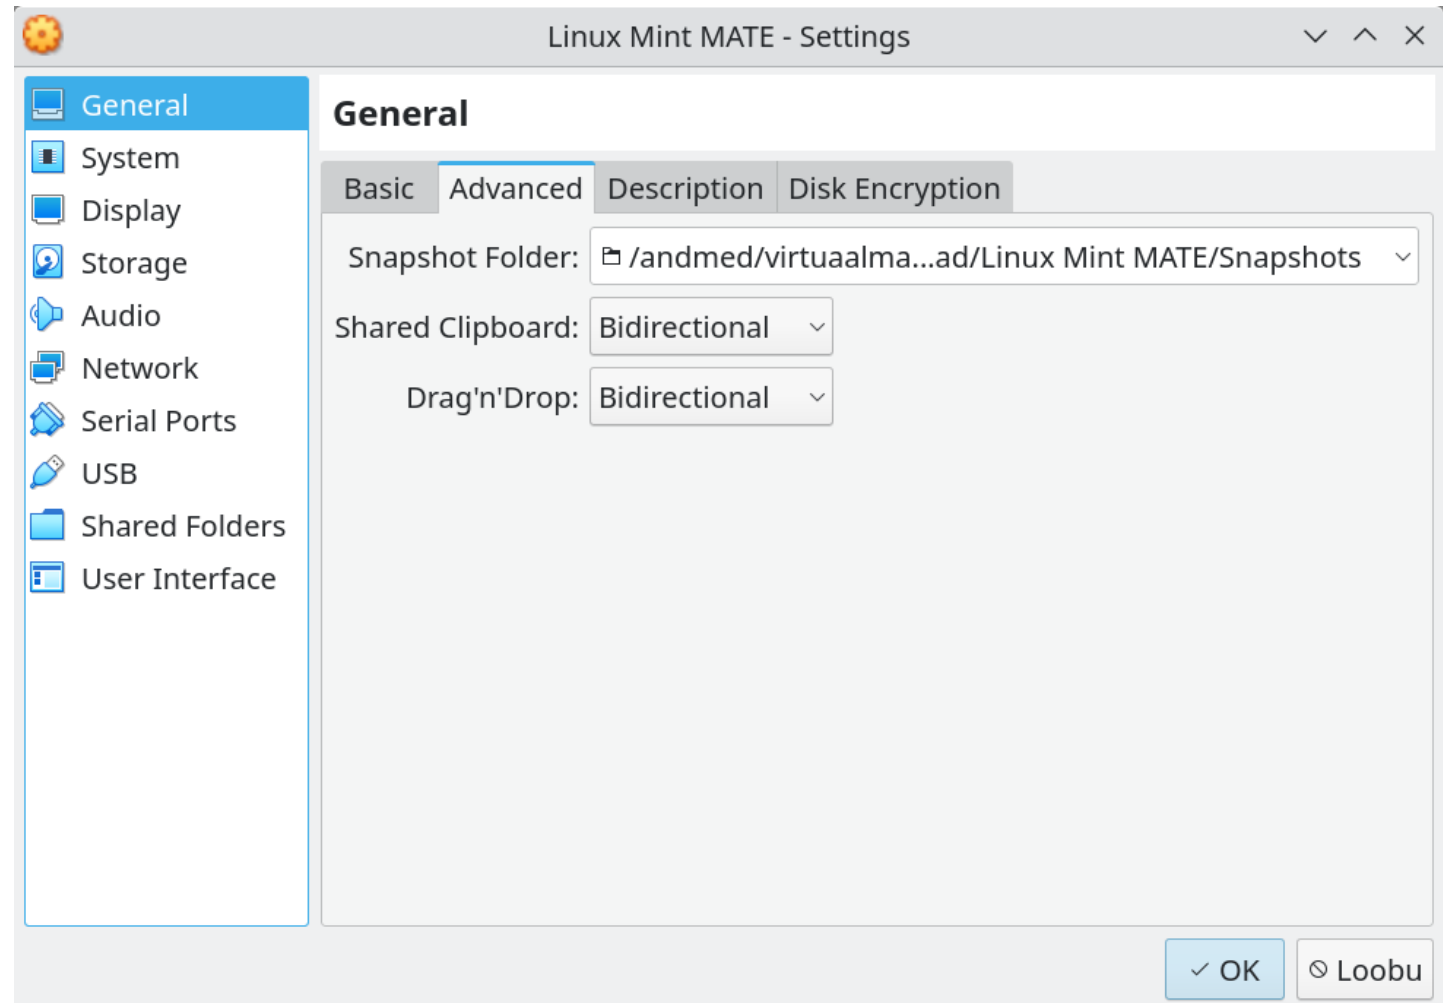 Linux Mint MATE - Settings
General
System
Display
Storage
Audio
Network
Serial Ports
USB
Shared Folders
User Interface
General
Basic Advanced Description Disk Encryption
Snapshot Folder: /andmed/virtuaalma...ad/Linux Mint MATE/Snapshots
Shared Clipboard: Bidirectional
Drag'n'Drop: Bidirectional
OK Loobu